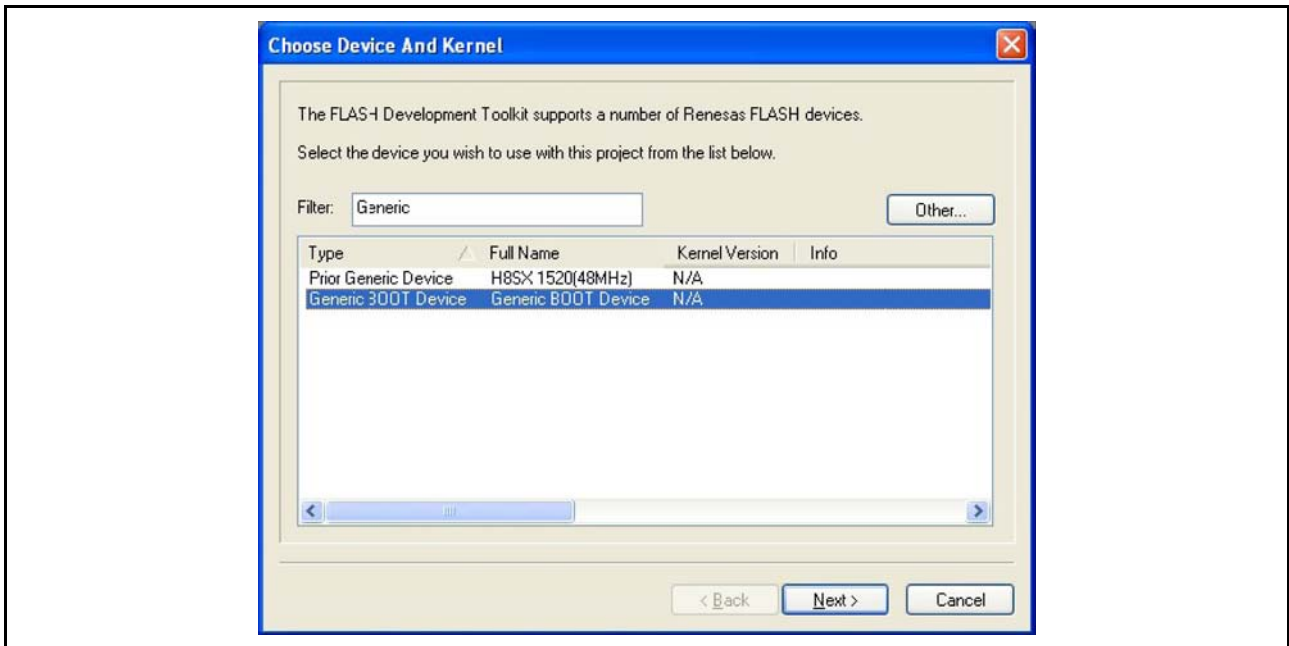 Choose Device And Kernel
The FLASH Development Toolkit supports a number of Renesas FLASH devices.
Select the device you wish to use with this project from the list below.
Filter: Generic Other...
Type Full Name Kernel Version Info
Prior Generic Device H8SX 1520(48MHz) N/A
Generic BOOT Device Generic BOOT Device N/A
< Back Next > Cancel